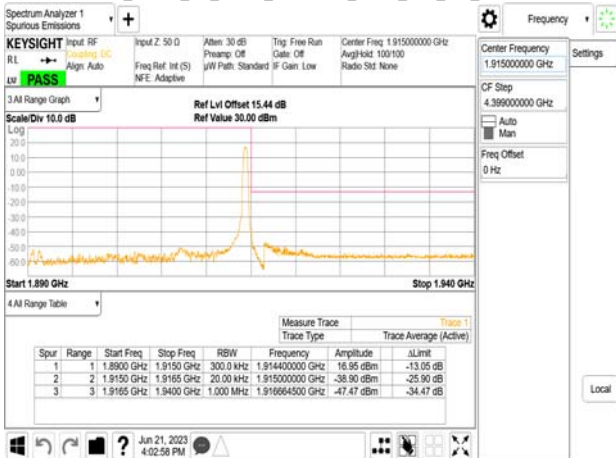 Spectrum Analyzer 1
Spurious Emissions
+
Frequency
KEYSIGHT
RL
LV PASS
Input: RF
Coupling: DC
Align: Auto
Input Z: 50 Ω
Freq Ref: Int (S)
NFE: Adaptive
Atten: 30 dB
Preamp: Off
µW Path: Standard
Trig: Free Run
Gate: Off
IF Gain: Low
Center Freq: 1.915000000 GHz
Avg|Hold: 100/100
Radio Std: None
3 All Range Graph
Scale/Div 10.0 dB
Ref Lvl Offset 15.44 dB
Ref Value 30.00 dBm
Log
20.0
10.0
0.00
-10.0
-20.0
-30.0
-40.0
-50.0
-60.0
Start 1.890 GHz
Stop 1.940 GHz
4 All Range Table
Measure Trace Trace 1
Trace Type Trace Average (Active)
Spur Range Start Freq Stop Freq RBW Frequency Amplitude ΔLimit
1 1 1.8900 GHz 1.9150 GHz 300.0 kHz 1.914400000 GHz 16.95 dBm -13.05 dB
2 2 1.9150 GHz 1.9165 GHz 20.00 kHz 1.915000000 GHz -38.90 dBm -25.90 dB
3 3 1.9165 GHz 1.9400 GHz 1.000 MHz 1.916664500 GHz -47.47 dBm -34.47 dB
?
Jun 21, 2023
4:02:58 PM
Center Frequency
1.915000000 GHz
Settings
CF Step
4.399000000 GHz
Auto
Man
Freq Offset
0 Hz
Local